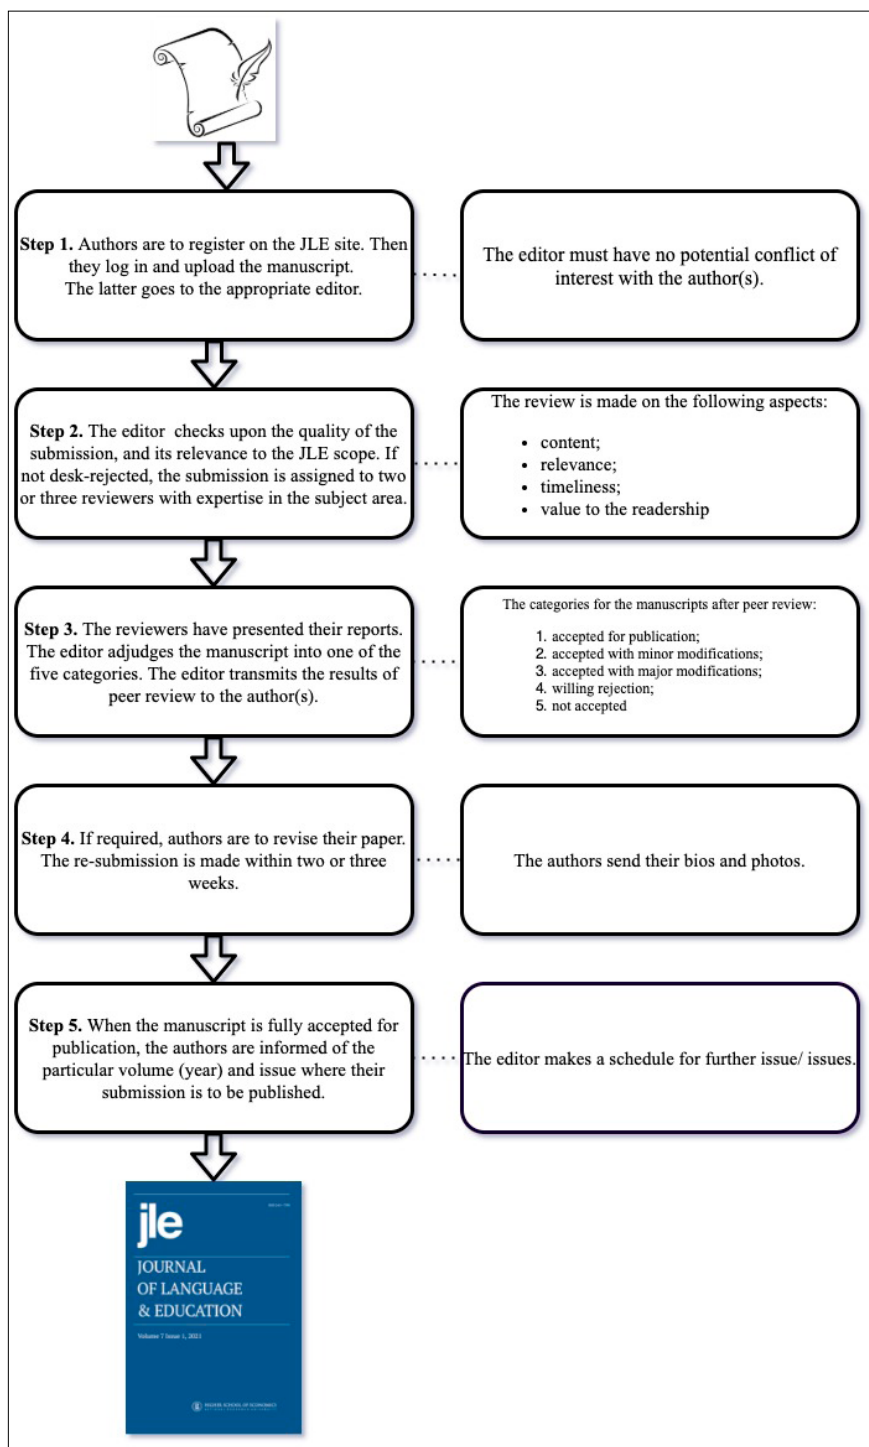 Step 1. Authors are to register on the JLE site. Then
they log in and upload the manuscript.
The latter goes to the appropriate editor.
The editor must have no potential conflict of
interest with the author(s).
Step 2. The editor checks upon the quality of the
submission, and its relevance to the JLE scope. If
not desk-rejected, the submission is assigned to two
or three reviewers with expertise in the subject area.
The review is made on the following aspects:
• content;
• relevance;
• timeliness;
• value to the readership
Step 3. The reviewers have presented their reports.
The editor adjudges the manuscript into one of the
five categories. The editor transmits the results of
peer review to the author(s).
The categories for the manuscripts after peer review:
1. accepted for publication;
2. accepted with minor modifications;
3. accepted with major modifications;
4. willing rejection;
5. not accepted
Step 4. If required, authors are to revise their paper.
The re-submission is made within two or three
weeks.
The authors send their bios and photos.
Step 5. When the manuscript is fully accepted for
publication, the authors are informed of the
particular volume (year) and issue where their
submission is to be published.
The editor makes a schedule for further issue/ issues.
jle
JOURNAL
OF LANGUAGE
& EDUCATION
Volume 7 Issue 1, 2021
HIGHER SCHOOL OF ECONOMICS